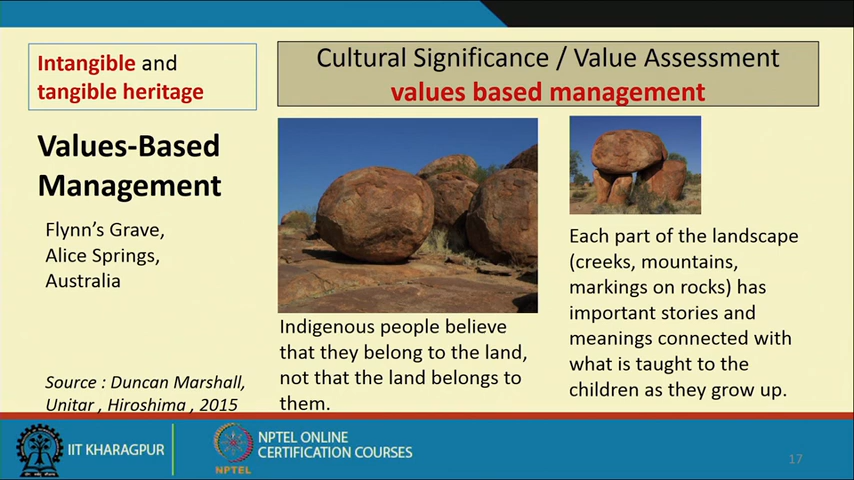 Intangible and
tangible heritage
Cultural Significance / Value Assessment
values based management
Values-Based
Management
Flynn's Grave,
Alice Springs,
Australia
Source : Duncan Marshall,
Unitar , Hiroshima , 2015
Indigenous people believe
that they belong to the land,
not that the land belongs to
them.
Each part of the landscape
(creeks, mountains,
markings on rocks) has
important stories and
meanings connected with
what is taught to the
children as they grow up.
IIT KHARAGPUR
NPTEL
NPTEL ONLINE
CERTIFICATION COURSES
17